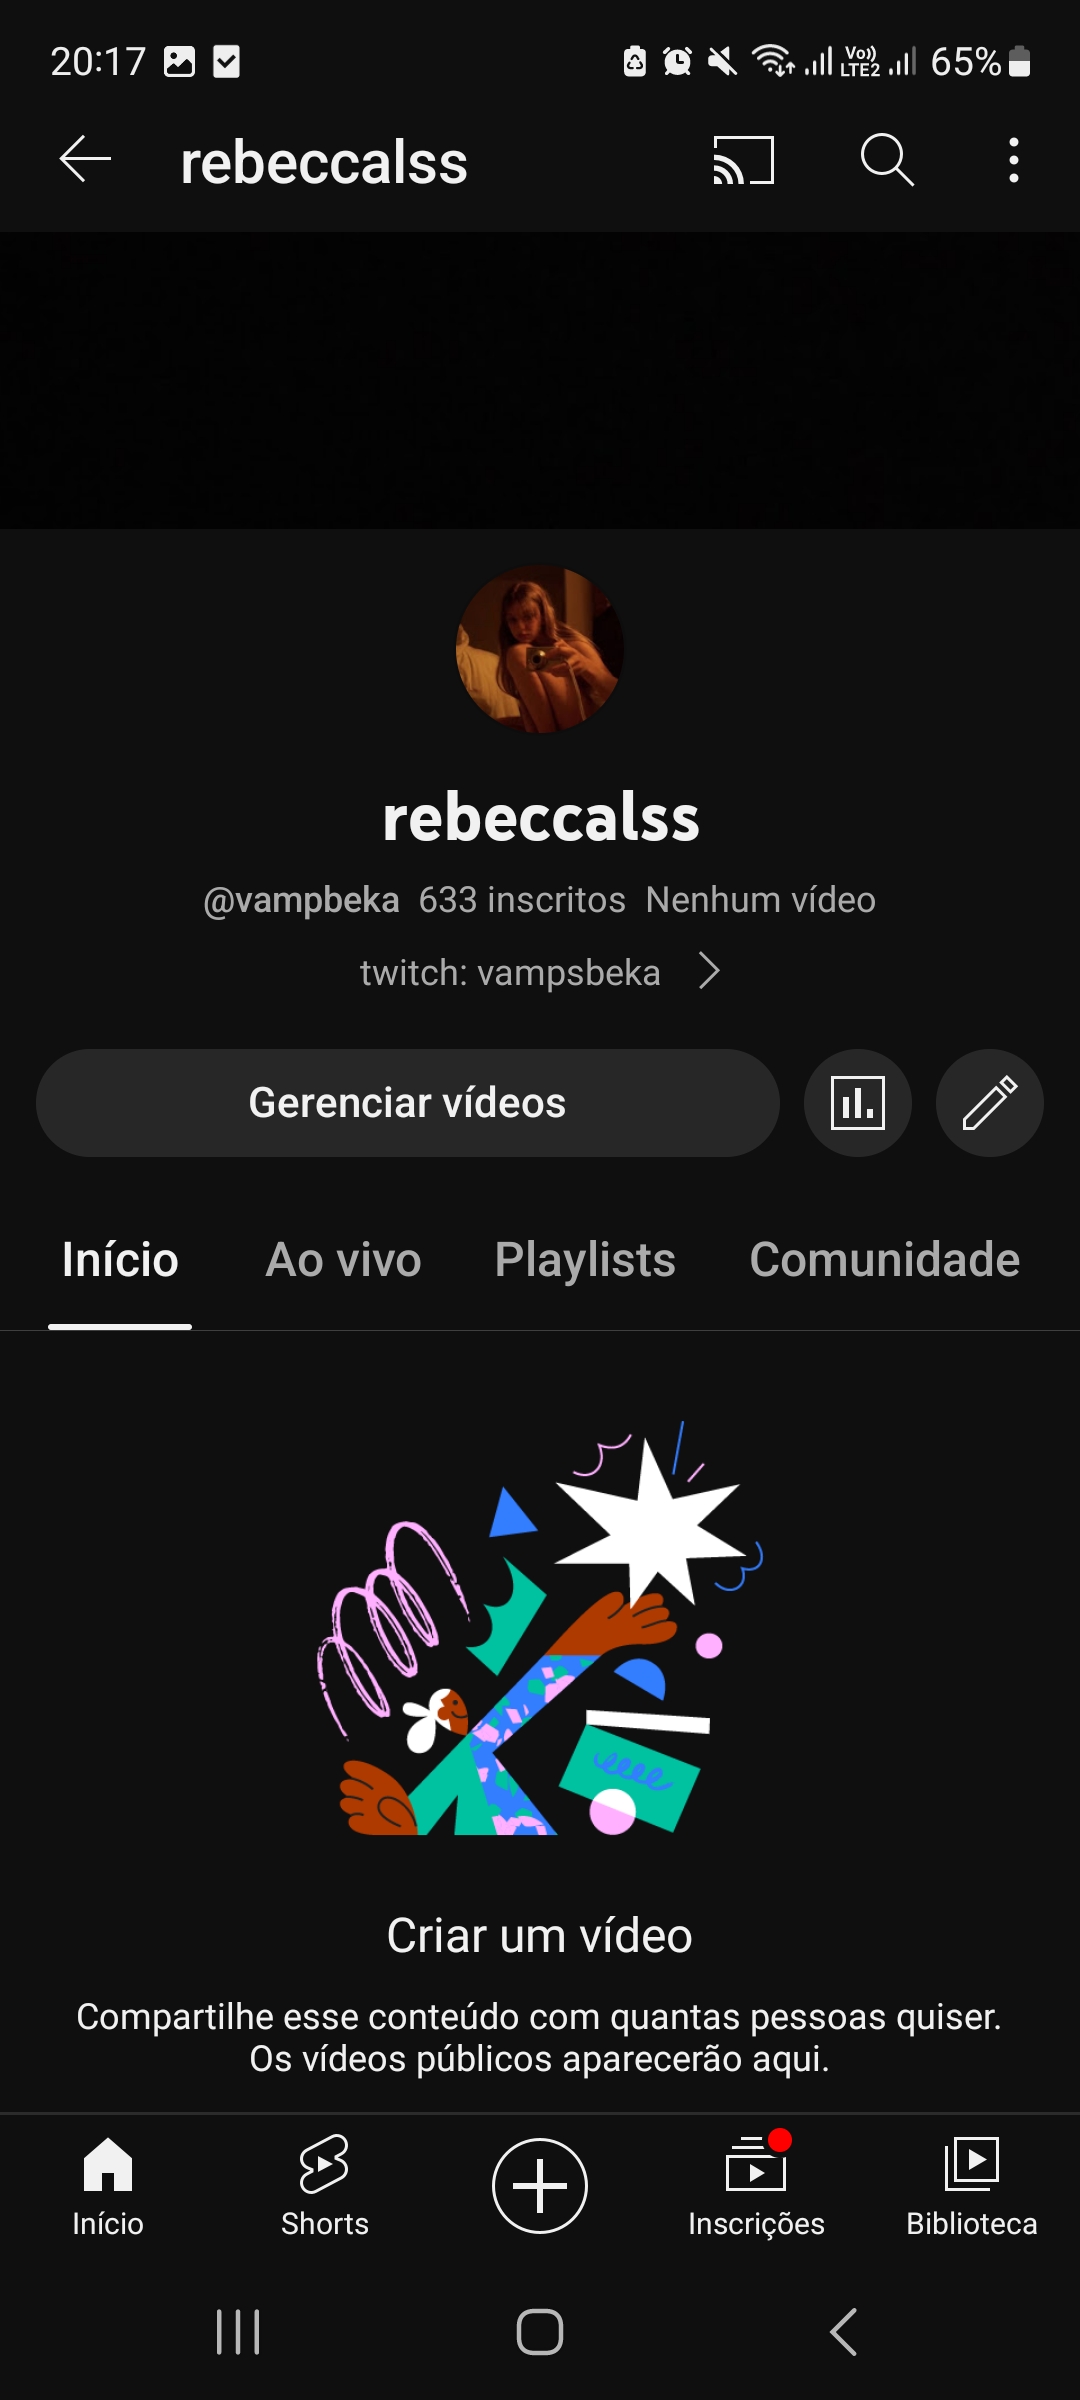 20:17
Vo))
LTE2
65%
rebeccalss
rebeccalss
@vampbeka 633 inscritos Nenhum vídeo
twitch: vampsbeka
Gerenciar vídeos
Início Ao vivo Playlists Comunidade
Criar um vídeo
Compartilhe esse conteúdo com quantas pessoas quiser.
Os vídeos públicos aparecerão aqui.
Início Shorts Inscrições Biblioteca